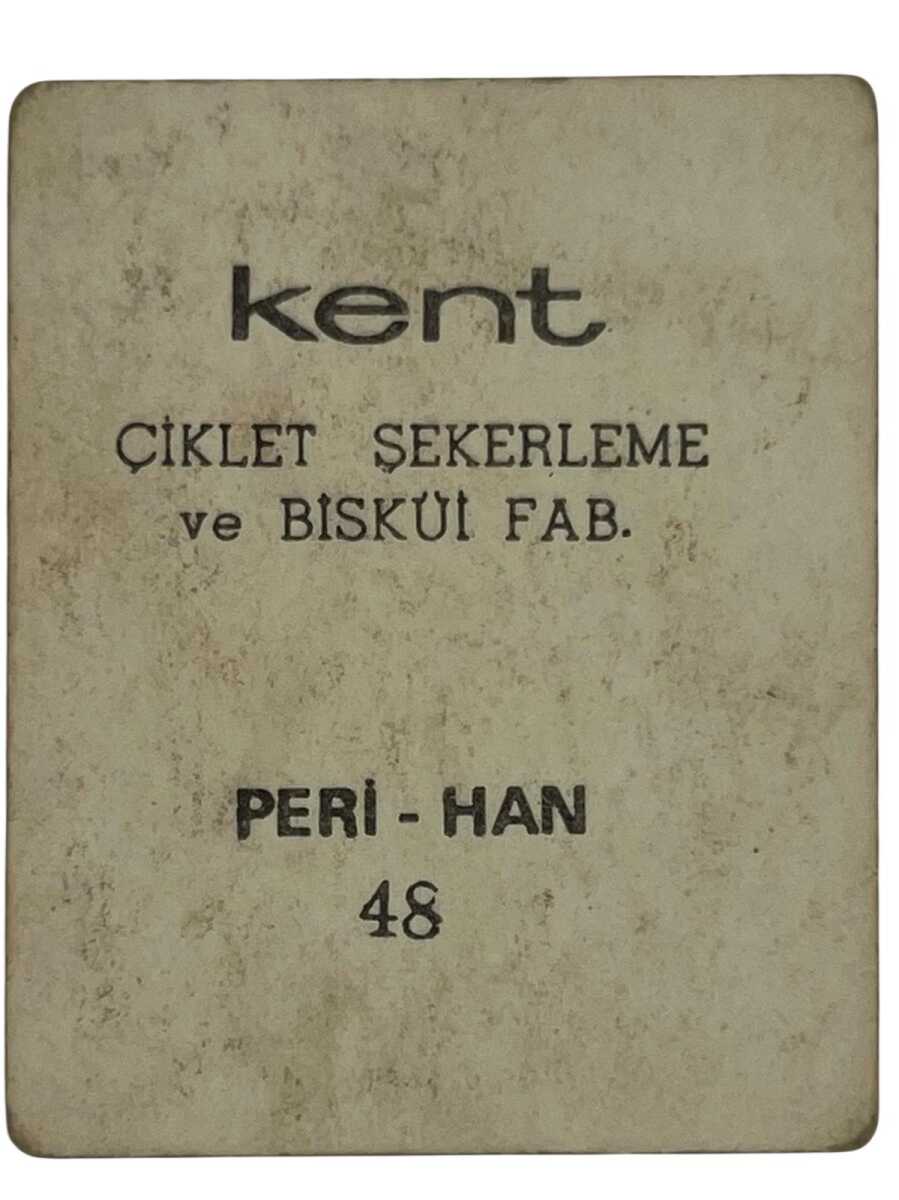 kent
ÇİKLET ŞEKERLEME
ve BİSKÜİ FAB.
PERİ - HAN
48